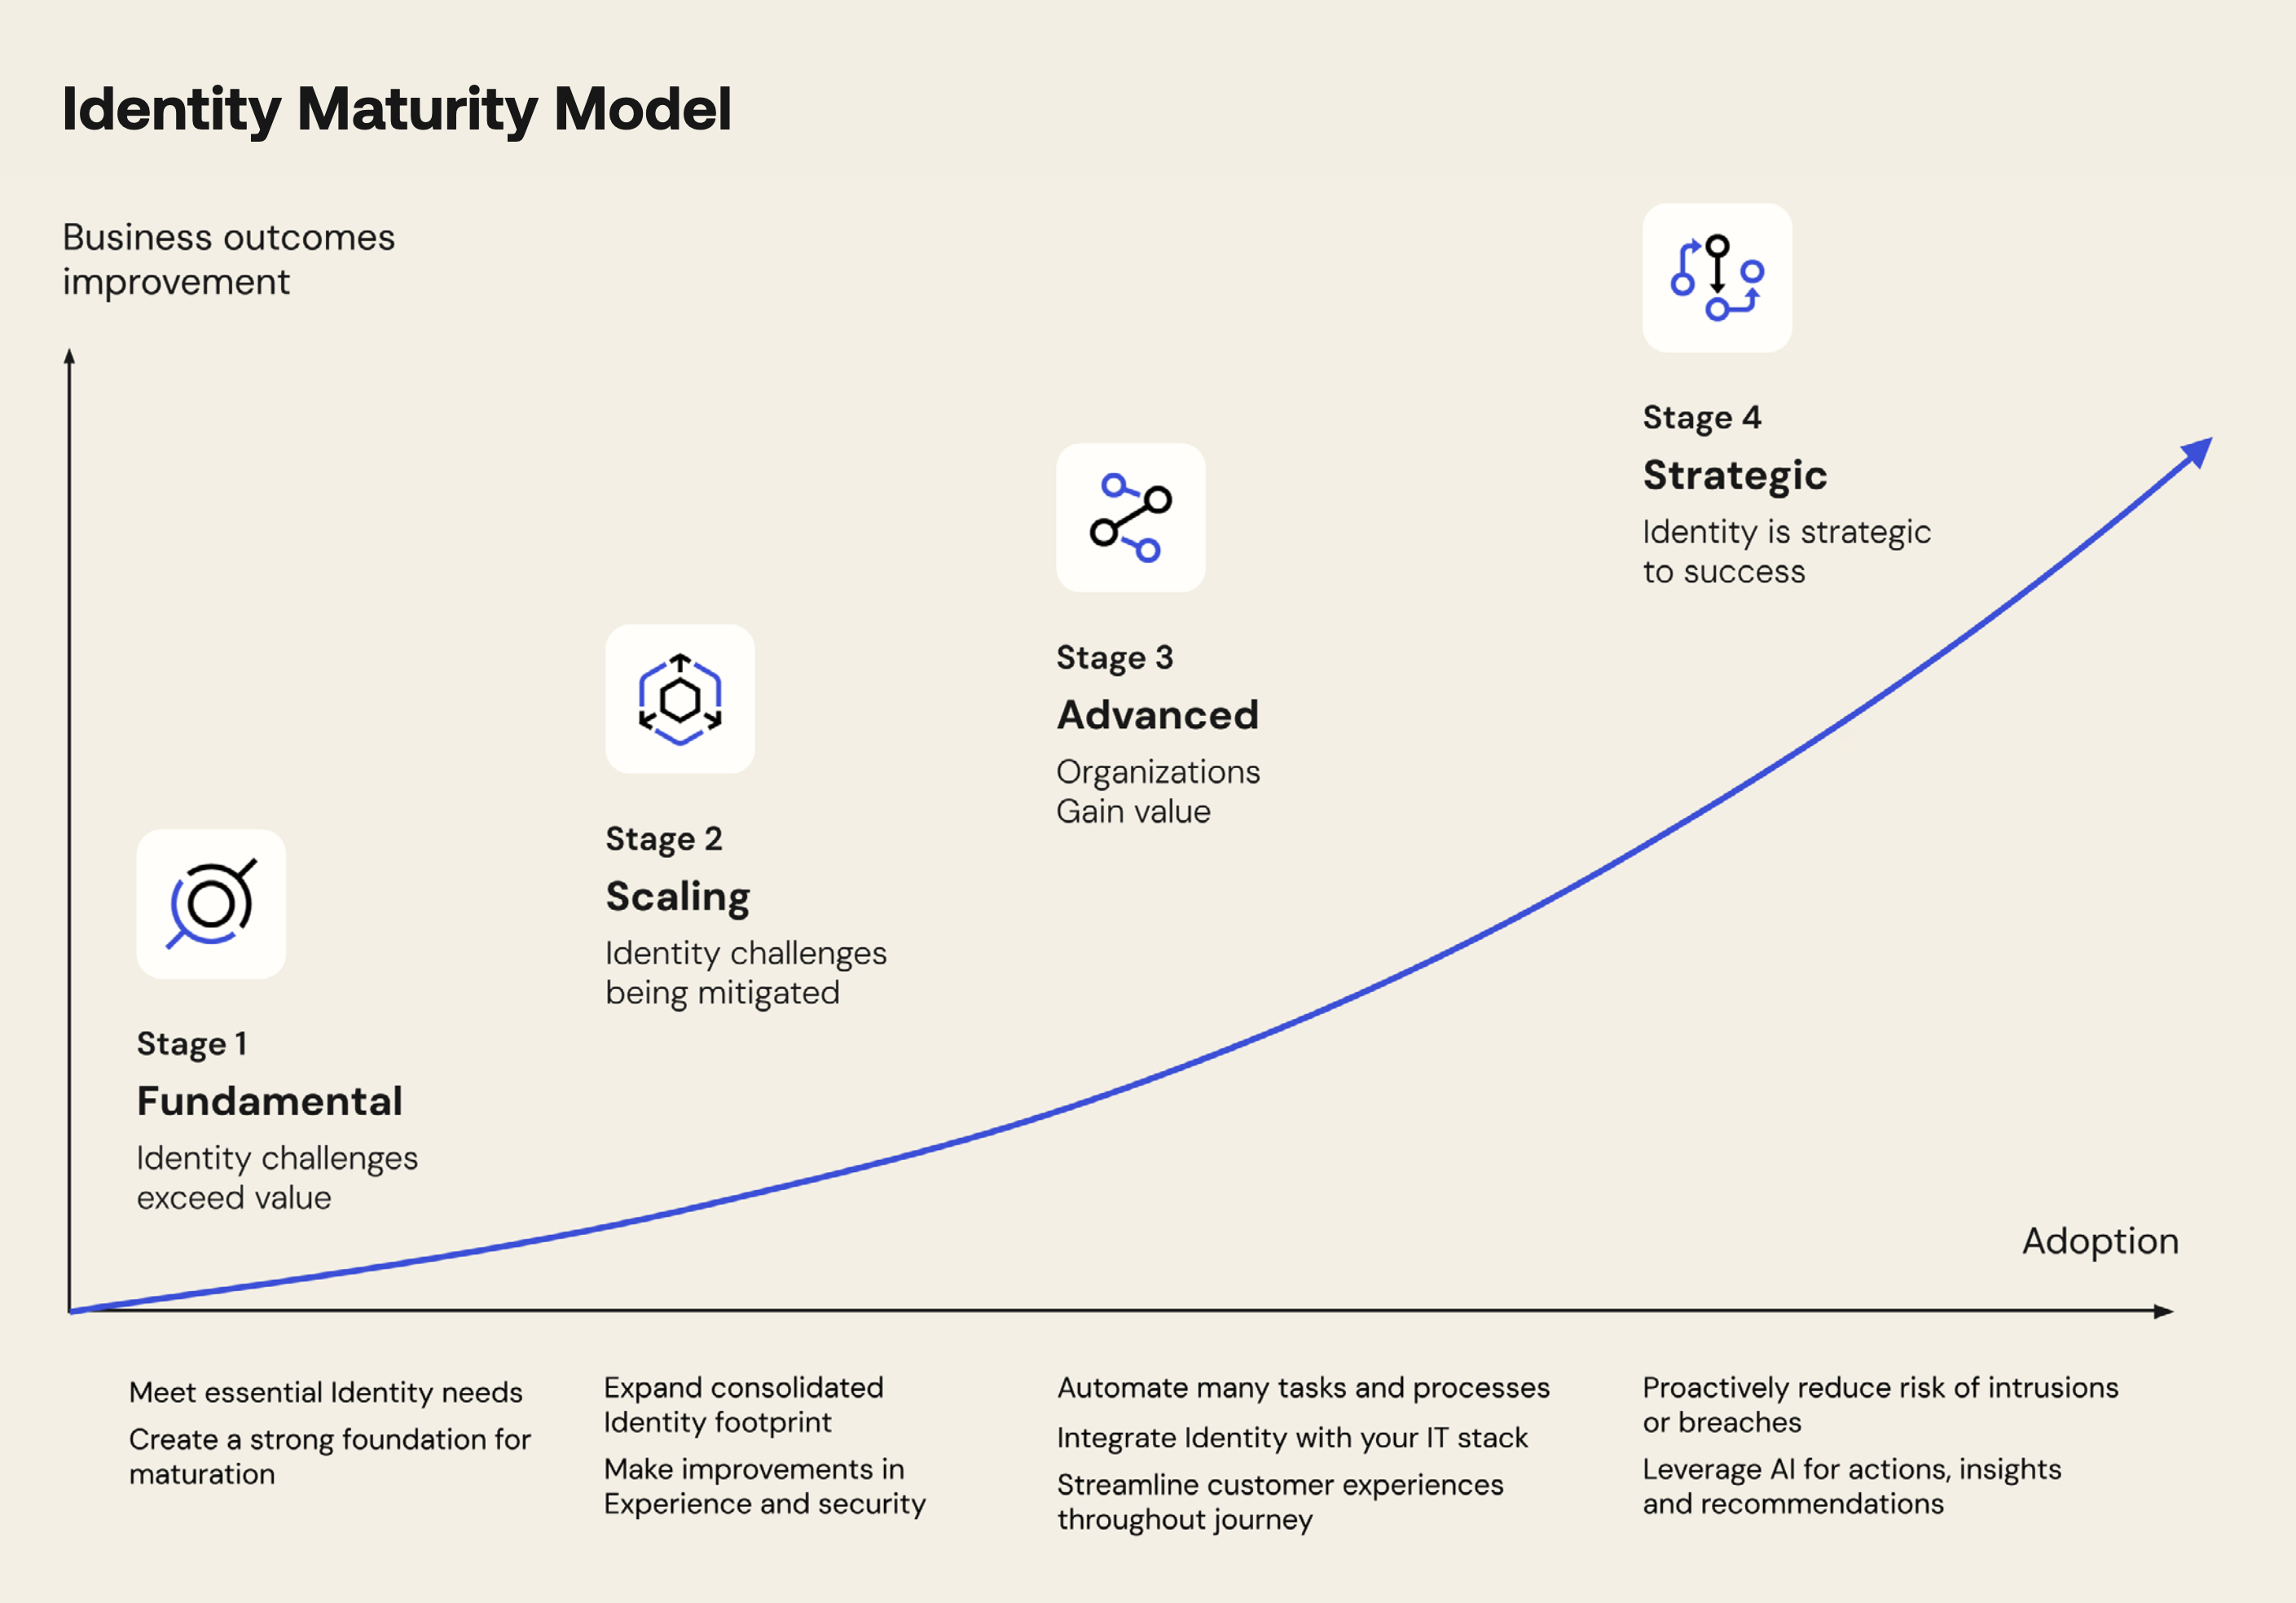 Identity Maturity Model
Business outcomes
improvement
Stage 1
Fundamental
Identity challenges
exceed value
Stage 2
Scaling
Identity challenges
being mitigated
Stage 3
Advanced
Organizations
Gain value
Stage 4
Strategic
Identity is strategic
to success
Adoption
Meet essential Identity needs
Create a strong foundation for
maturation
Expand consolidated
Identity footprint
Make improvements in
Experience and security
Automate many tasks and processes
Integrate Identity with your IT stack
Streamline customer experiences
throughout journey
Proactively reduce risk of intrusions
or breaches
Leverage AI for actions, insights
and recommendations